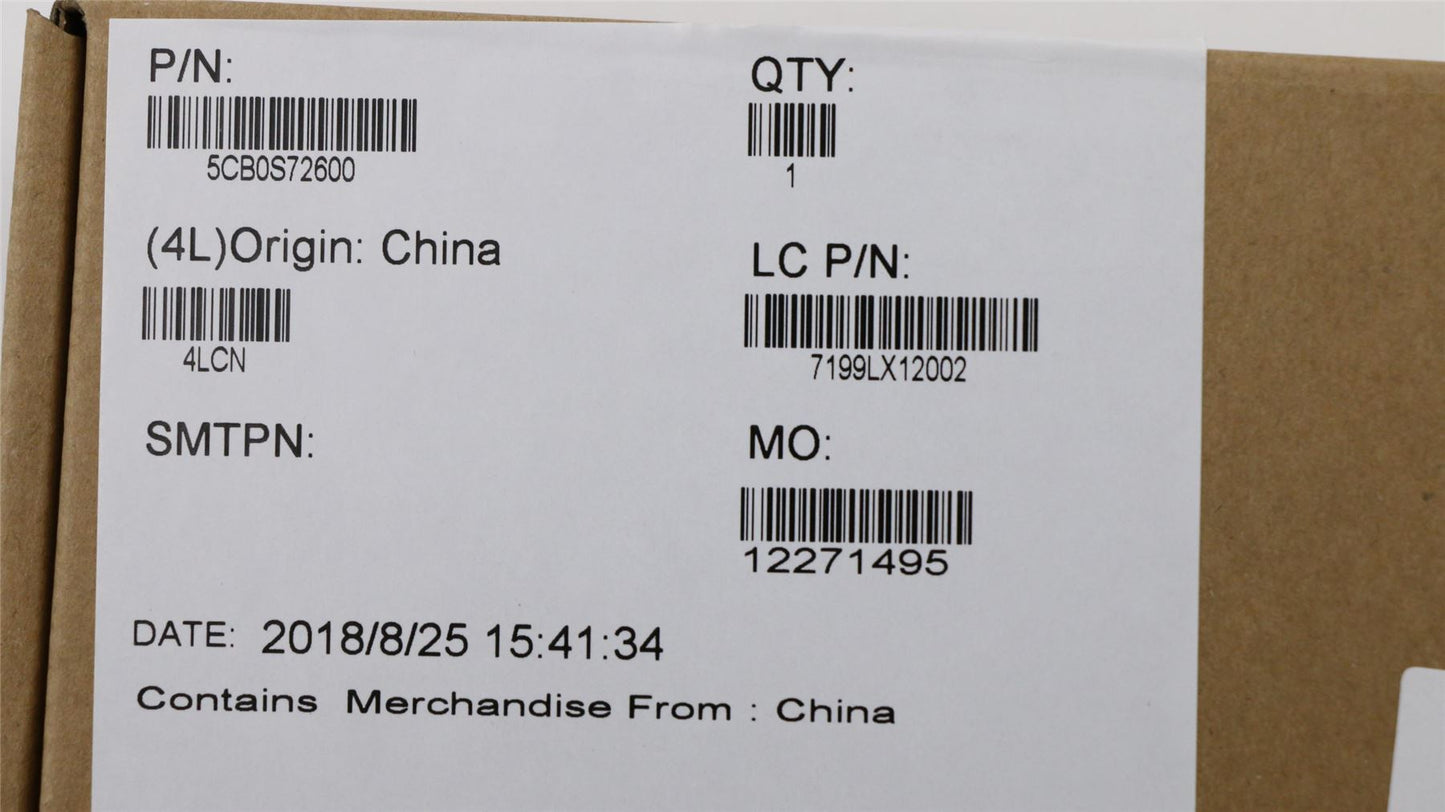 P/N:
5CB0S72600
QTY:
1
(4L)Origin: China
4LCN
LC P/N:
7199LX12002
SMTPN:
MO:
12271495
DATE: 2018/8/25 15:41:34
Contains Merchandise From : China